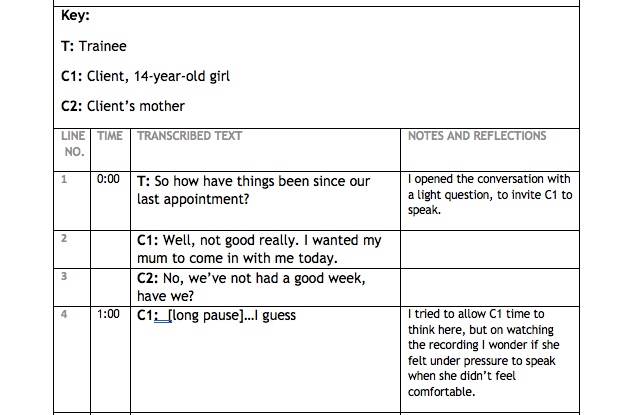 Key:
T: Trainee
C1: Client, 14-year-old girl
C2: Client’s mother
LINE NO. TIME TRANSCRIBED TEXT NOTES AND REFLECTIONS
1 0:00 T: So how have things been since our
last appointment?
I opened the conversation with
a light question, to invite C1 to
speak.
2 C1: Well, not good really. I wanted my
mum to come in with me today.
3 C2: No, we’ve not had a good week,
have we?
4 1:00 C1: [long pause]...I guess
I tried to allow C1 time to
think here, but on watching
the recording I wonder if she
felt under pressure to speak
when she didn’t feel
comfortable.